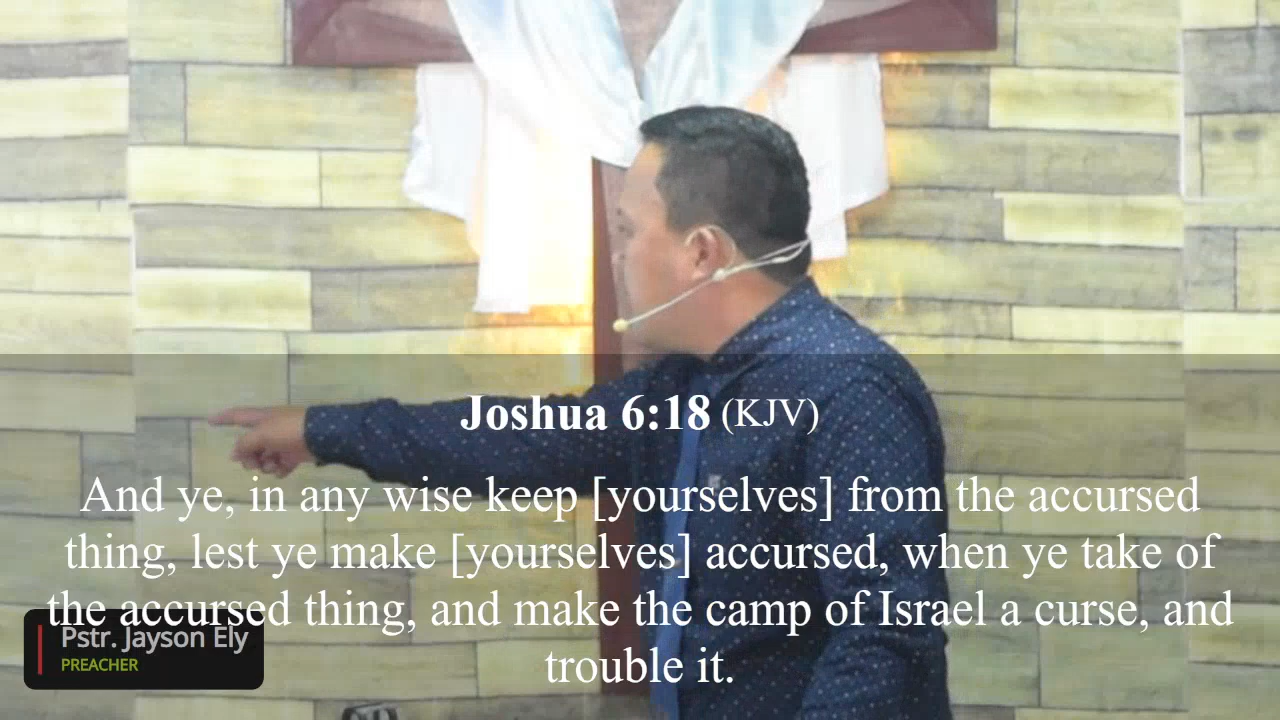 Joshua 6:18 (KJV)
And ye, in any wise keep [yourselves] from the accursed
thing, lest ye make [yourselves] accursed, when ye take of
the accursed thing, and make the camp of Israel a curse, and
trouble it.
Pstr. Jayson Ely
PREACHER